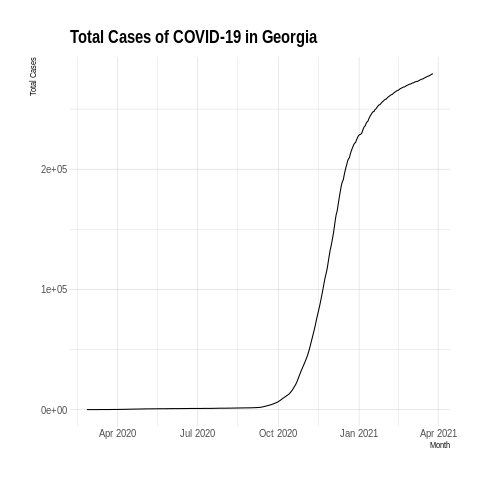 Total Cases of COVID-19 in Georgia
Total Cases
2e+05
1e+05
0e+00
Apr 2020 Jul 2020 Oct 2020 Jan 2021 Apr 2021
Month